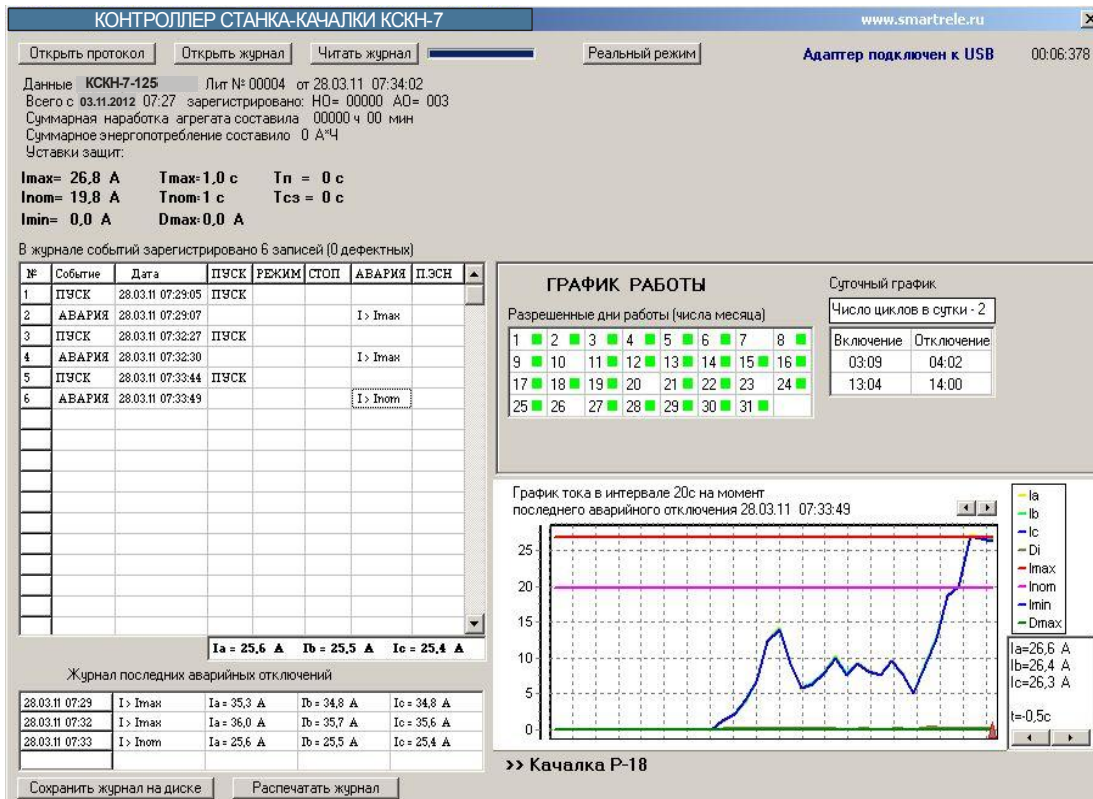 КОНТРОЛЛЕР СТАНКА-КАЧАЛКИ КСКН-7 www.smartrele.ru
Открыть протокол Открыть журнал Читать журнал Реальный режим Адаптер подключен к USB 00:06:378
Данные КСКН-7-125 Лит № 00004 от 28.03.11 07:34:02
Всего с 03.11.2012 07:27 зарегистрировано: НО= 00000 АО= 003
Суммарная наработка агрегата составила 00000 ч 00 мин
Суммарное энергопотребление составило 0 А*Ч
Уставки защит:
Imax= 26,8 А Tmax=1,0 с Тп = 0 с
Inom= 19,8 А Tnom=1 с Тсз = 0 с
Imin= 0,0 А Dmax=0,0 А
В журнале событий зарегистрировано 6 записей (0 дефектных)
№ Событие Дата ПУСК РЕЖИМ СТОП АВАРИЯ П.ЭСН
1 ПУСК 28.03.11 07:29:05 ПУСК
2 АВАРИЯ 28.03.11 07:29:07 I > Imax
3 ПУСК 28.03.11 07:32:27 ПУСК
4 АВАРИЯ 28.03.11 07:32:30 I > Imax
5 ПУСК 28.03.11 07:33:44 ПУСК
6 АВАРИЯ 28.03.11 07:33:49 I > Inom
Ia = 25,6 А Ib = 25,5 А Ic = 25,4 А
Журнал последних аварийных отключений
28.03.11 07:29 I > Imax Ia = 35,3 А Ib = 34,8 А Ic = 34,8 А
28.03.11 07:32 I > Imax Ia = 36,0 А Ib = 35,7 А Ic = 35,6 А
28.03.11 07:33 I > Inom Ia = 25,6 А Ib = 25,5 А Ic = 25,4 А
Сохранить журнал на диске Распечатать журнал
ГРАФИК РАБОТЫ
Разрешенные дни работы (числа месяца)
1 2 3 4 5 6 7 8
9 10 11 12 13 14 15 16
17 18 19 20 21 22 23 24
25 26 27 28 29 30 31
Суточный график
Число циклов в сутки - 2
Включение Отключение
03:09 04:02
13:04 14:00
График тока в интервале 20с на момент
последнего аварийного отключения 28.03.11 07:33:49
25
20
15
10
5
0
Ia
Ib
Ic
Di
Imax
Inom
Imin
Dmax
Ia=26,6 А
Ib=26,4 А
Ic=26,3 А
t=-0,5с
>> Качалка Р-18